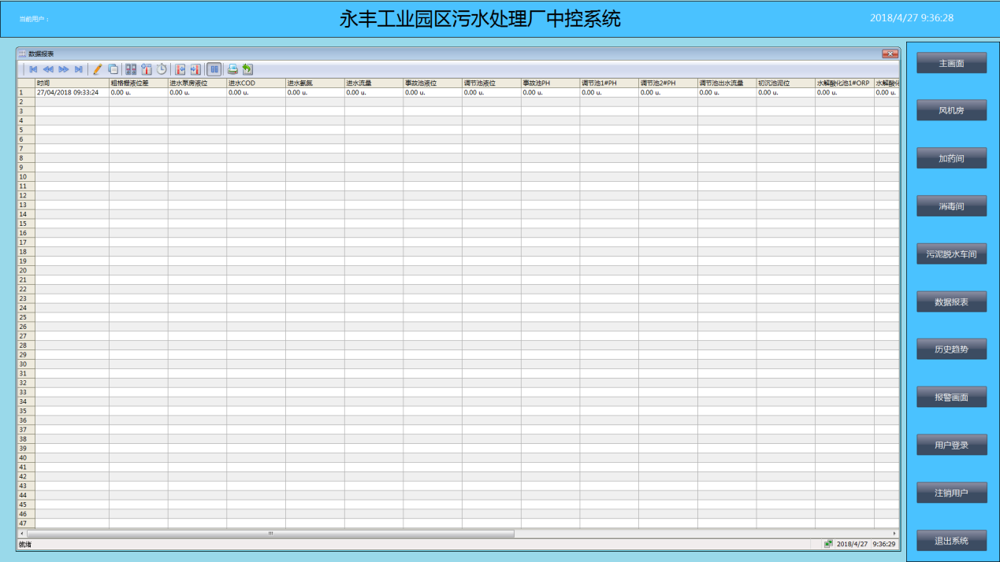 当前用户：
永丰工业园区污水处理厂中控系统
2018/4/27 9:36:28
数据报表
时间 粗格栅液位差 进水泵房液位 进水COD 进水氨氮 进水流量 事故池液位 调节池液位 事故池PH 调节池1#PH 调节池2#PH 调节池出水流量 初沉池泥位 水解酸化池1#ORP 水解酸化
1 27/04/2018 09:33:24 0.00 u. 0.00 u. 0.00 u. 0.00 u. 0.00 u. 0.00 u. 0.00 u. 0.00 u. 0.00 u. 0.00 u. 0.00 u. 0.00 u. 0.00 u. 0.00 u.
2
3
4
5
6
7
8
9
10
11
12
13
14
15
16
17
18
19
20
21
22
23
24
25
26
27
28
29
30
31
32
33
34
35
36
37
38
39
40
41
42
43
44
45
46
47
就绪
2018/4/27 9:36:29
主画面
风机房
加药间
消毒间
污泥脱水车间
数据报表
历史趋势
报警画面
用户登录
注销用户
退出系统